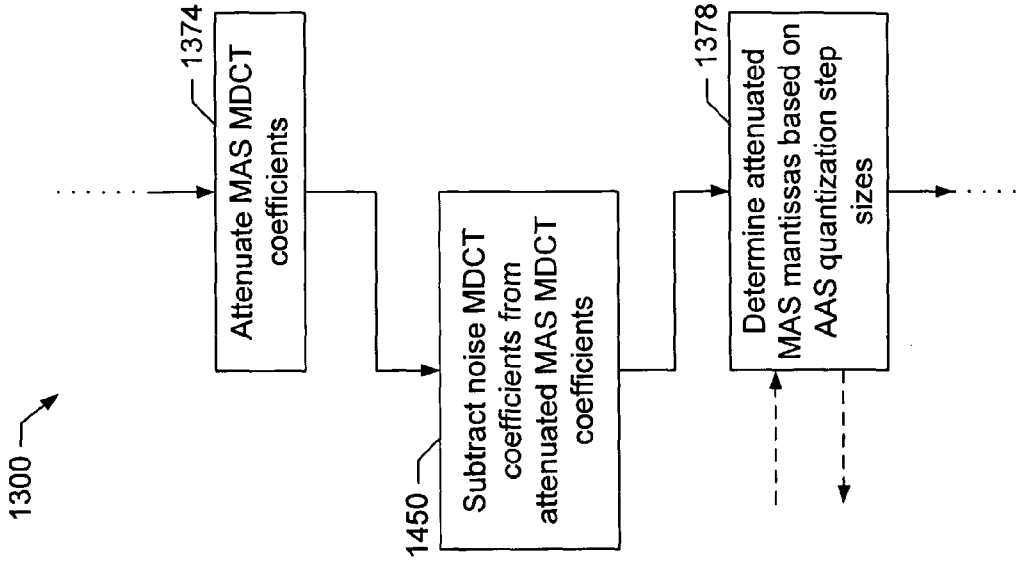 1300
1374
Attenuate MAS MDCT
coefficients
1450
Subtract noise MDCT
coefficients from
attenuated MAS MDCT
coefficients
1378
Determine attenuated
MAS mantissas based on
AAS quantization step
sizes